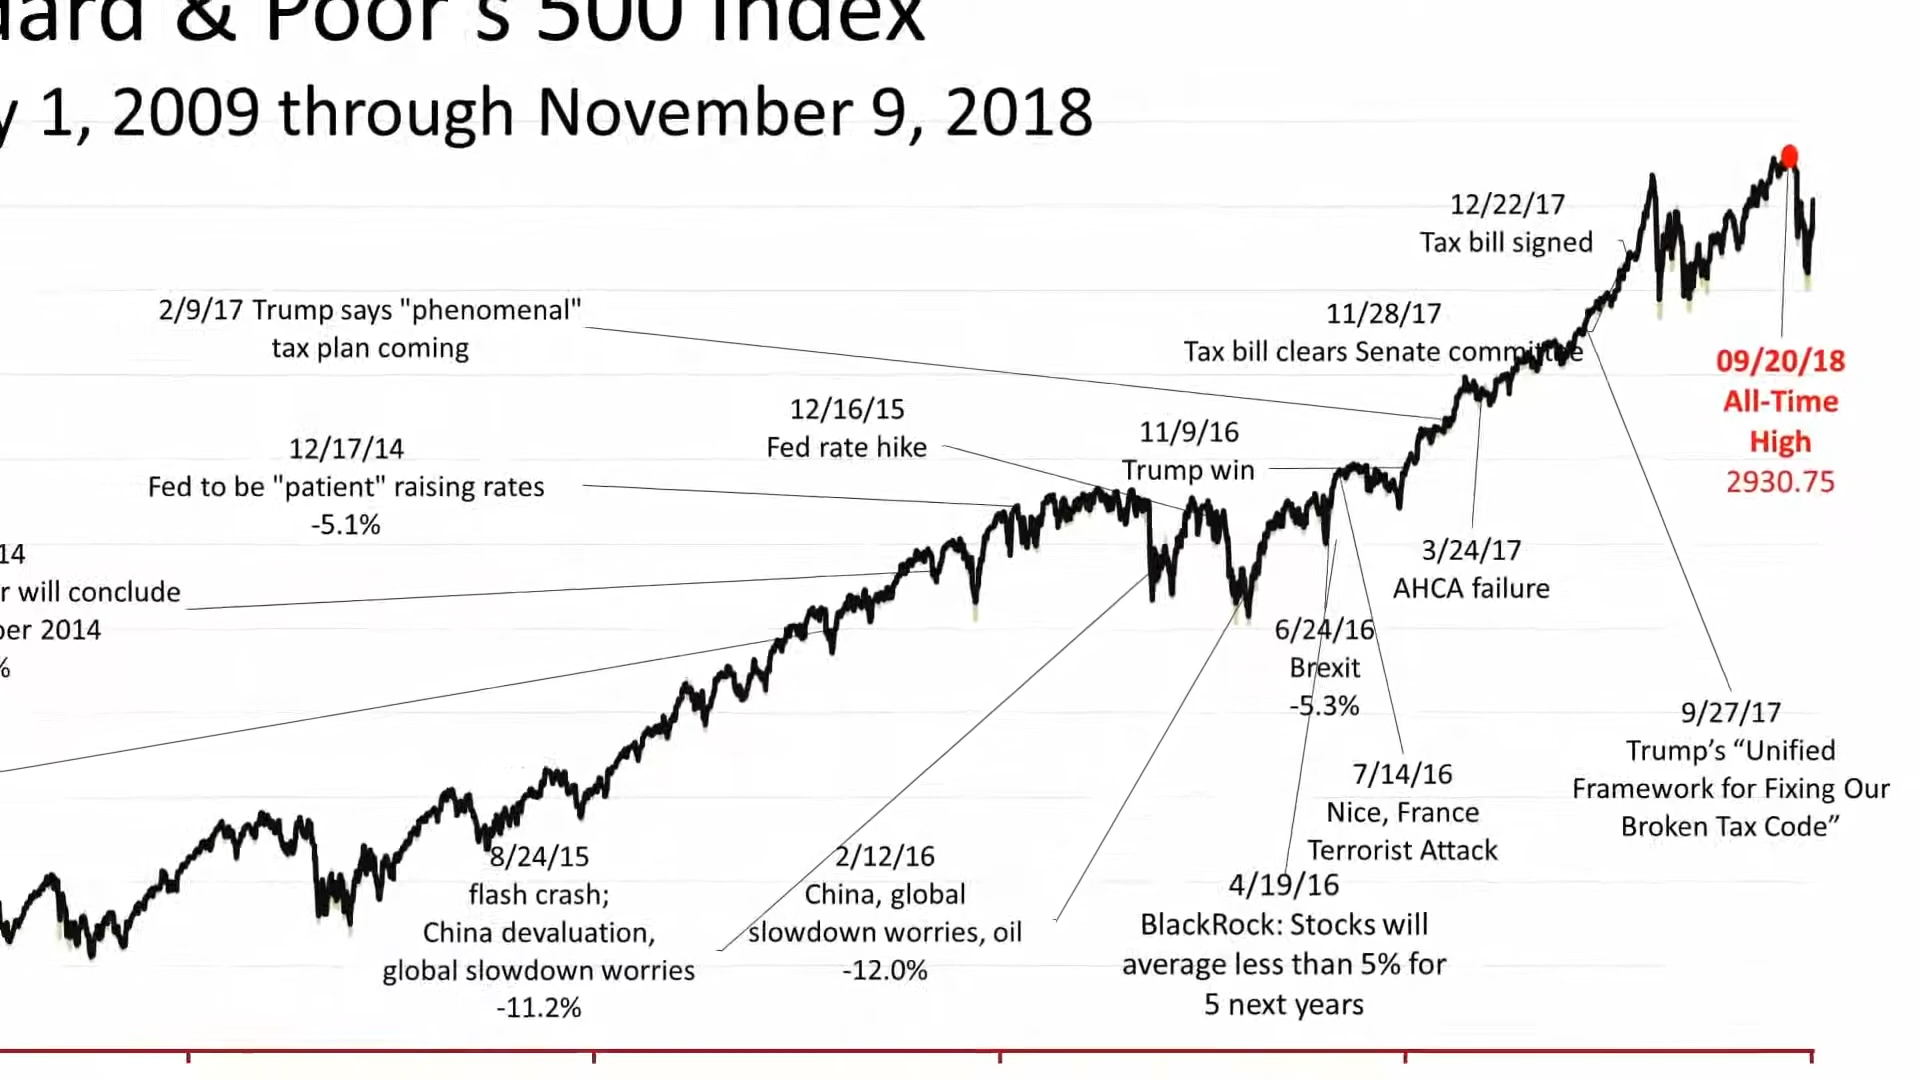 & Poor's 500 Index
1, 2009 through November 9, 2018
12/22/17
Tax bill signed
2/9/17 Trump says "phenomenal"
tax plan coming
11/28/17
Tax bill clears Senate committee
09/20/18
All-Time
High
2930.75
12/16/15
Fed rate hike
11/9/16
Trump win
12/17/14
Fed to be "patient" raising rates
-5.1%
14
r will conclude
ber 2014
%
3/24/17
AHCA failure
6/24/16
Brexit
-5.3%
9/27/17
Trump's “Unified
Framework for Fixing Our
Broken Tax Code”
7/14/16
Nice, France
Terrorist Attack
8/24/15
flash crash;
China devaluation,
global slowdown worries
-11.2%
2/12/16
China, global
slowdown worries, oil
-12.0%
4/19/16
BlackRock: Stocks will
average less than 5% for
5 next years